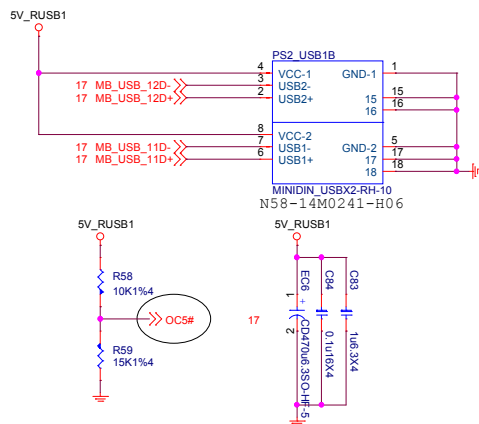 5V_RUSB1
PS2_USB1B
4 VCC-1 GND-1 1
17 MB_USB_12D- 3 USB2-
17 MB_USB_12D+ 2 USB2+ 15 15
16 16
8 VCC-2
17 MB_USB_11D- 7 USB1- GND-2 5
17 MB_USB_11D+ 6 USB1+ 17 17
18 18
MINIDIN_USBX2-RH-10
N58-14M0241-H06
5V_RUSB1
5V_RUSB1
R58
10K1%4
OC5#
17
R59
15K1%4
1
2
EC6
+
CD470u6.3SO-HF-5
C84
0.1u16X4
C83
1u6.3X4